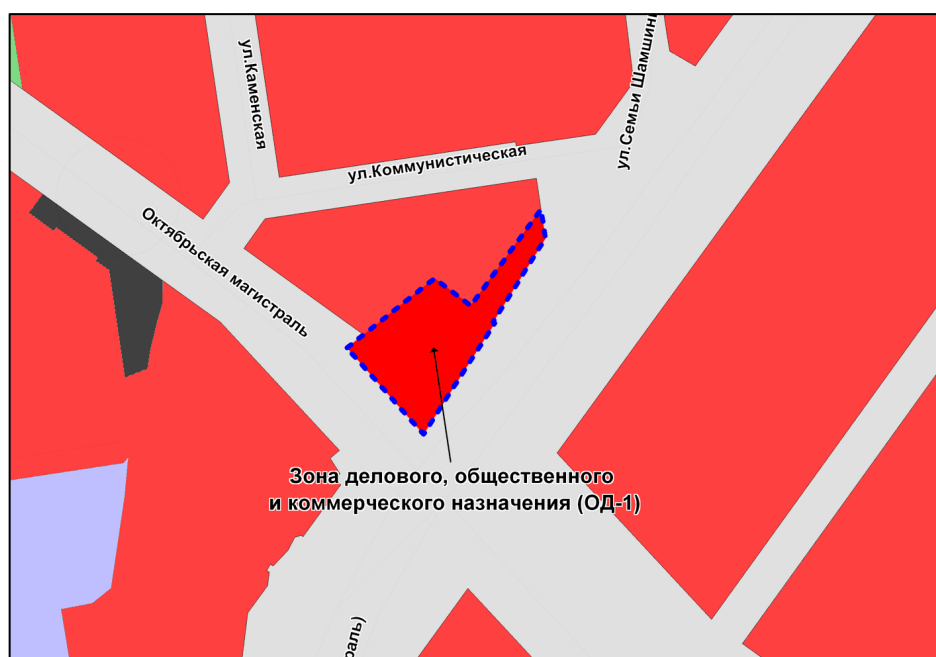 ул.Каменская
ул.Семьи Шамшин
ул.Коммунистическая
Октябрьская магистраль
Зона делового, общественного
и коммерческого назначения (ОД-1)
раль)